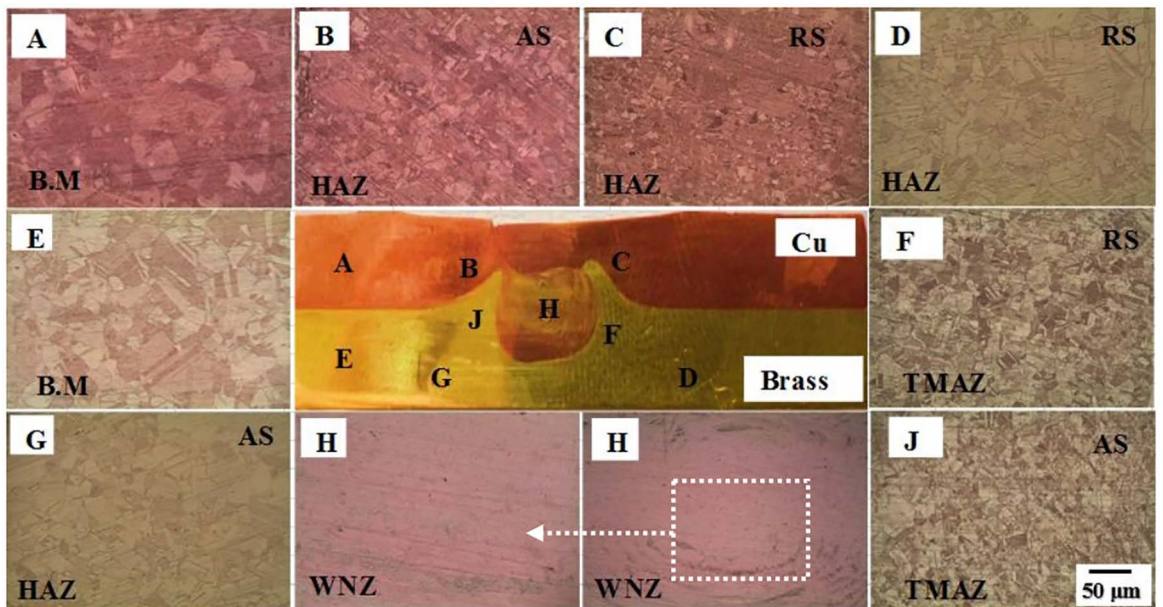 A
B.M
B
AS
HAZ
C
RS
HAZ
D
RS
HAZ
E
B.M
A
B
C
Cu
J
H
F
E
G
D
Brass
F
RS
TMAZ
G
AS
HAZ
H
WNZ
H
WNZ
J
AS
TMAZ
50 μm